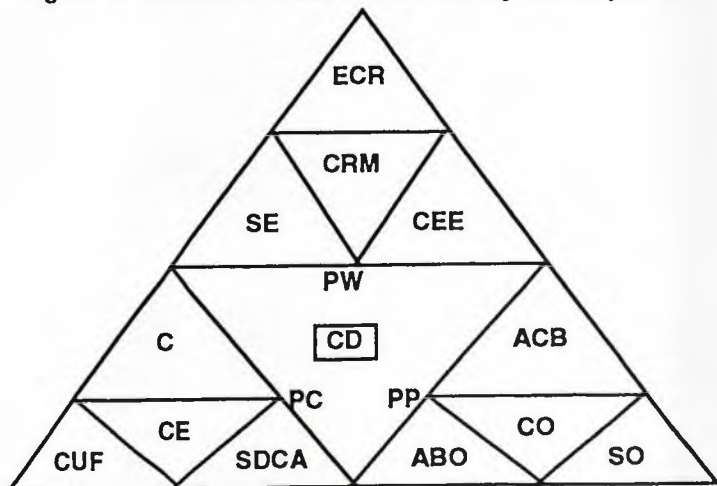 ECR
CRM
SE CEE
PW
C CD ACB
PC PP
CE CO
CUF SDCA ABO SO